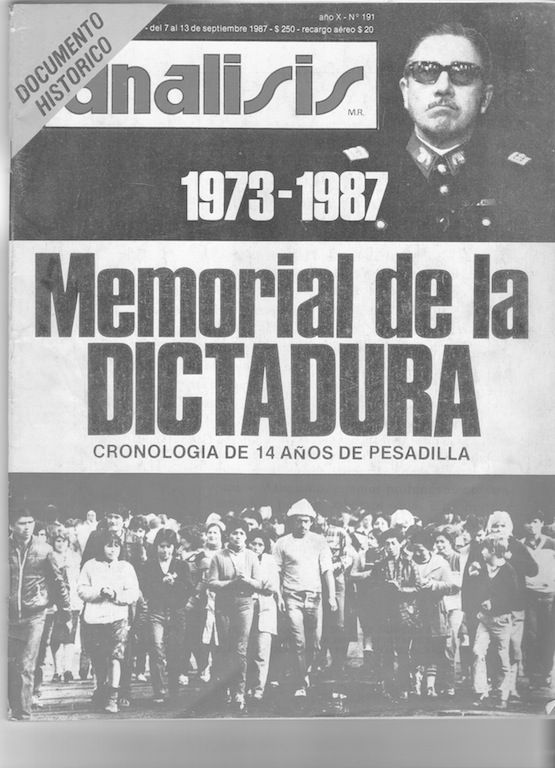 DOCUMENTO
HISTORICO
- del 7 al 13 de septiembre 1987 - $ 250 - recargo aéreo $ 20
año X - Nº 191
analisis
M.R.
1973-1987
Memorial de la
DICTADURA
CRONOLOGIA DE 14 AÑOS DE PESADILLA